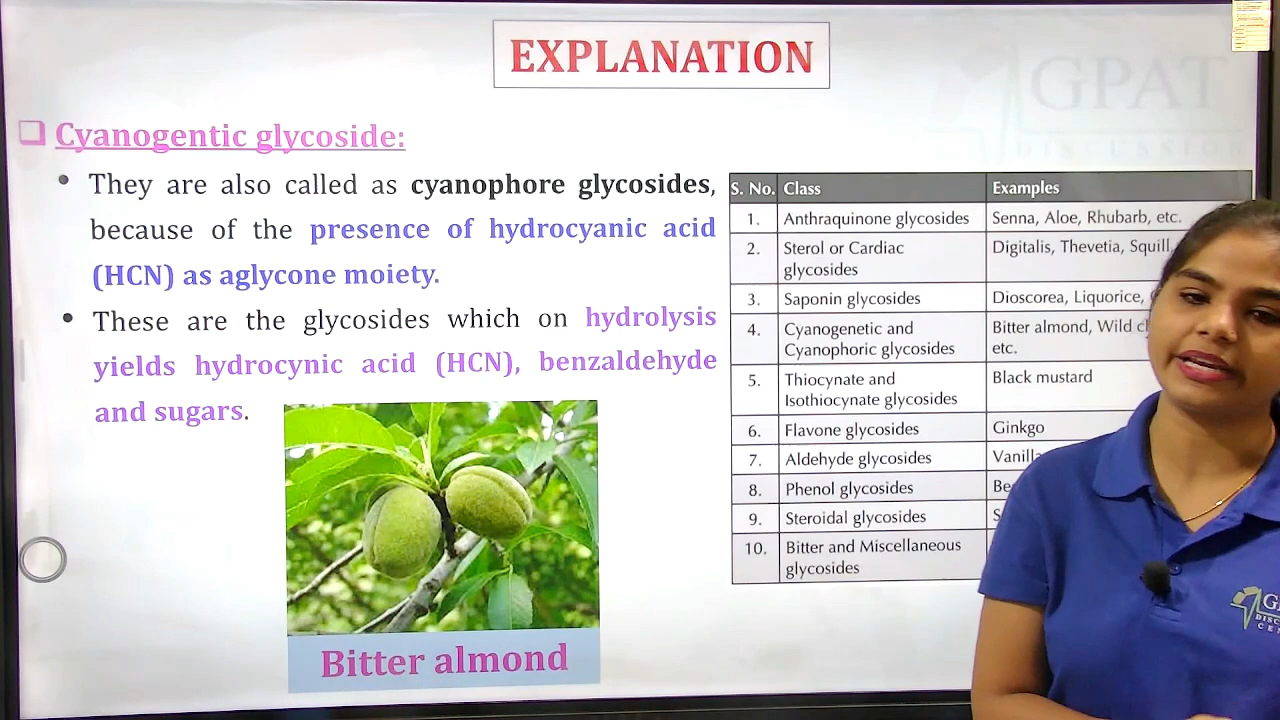 EXPLANATION
GPAT
DISCUSSION
Cyanogentic glycoside:
They are also called as cyanophore glycosides,
because of the presence of hydrocyanic acid
(HCN) as aglycone moiety.
These are the glycosides which on hydrolysis
yields hydrocynic acid (HCN), benzaldehyde
and sugars.
Bitter almond
S. No. Class Examples
1. Anthraquinone glycosides Senna, Aloe, Rhubarb, etc.
2. Sterol or Cardiac Digitalis, Thevetia, Squill,
glycosides
3. Saponin glycosides Dioscorea, Liquorice,
4. Cyanogenetic and Bitter almond, Wild
Cyanophoric glycosides etc.
5. Thiocynate and Black mustard
Isothiocynate glycosides
6. Flavone glycosides Ginkgo
7. Aldehyde glycosides
8. Phenol glycosides
9. Steroidal glycosides
10. Bitter and Miscellaneous
glycosides